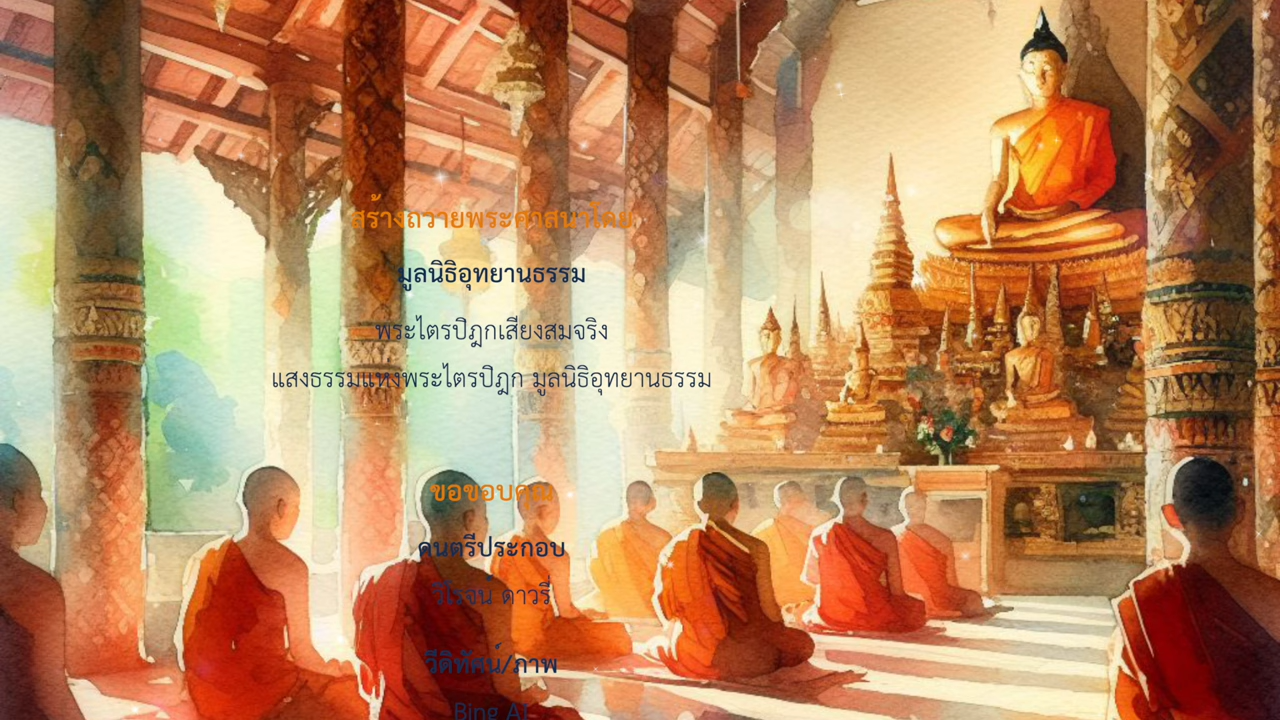 สร้างถวายพระศาสนาโดย
มูลนิธิอุทยานธรรม
พระไตรปิฎกเสียงสมจริง
แสงธรรมแห่งพระไตรปิฎก มูลนิธิอุทยานธรรม
ขอขอบคุณ
ดนตรีประกอบ
วิโรจน์ ดาวรี่
วีดิทัศน์/ภาพ
Bing AI